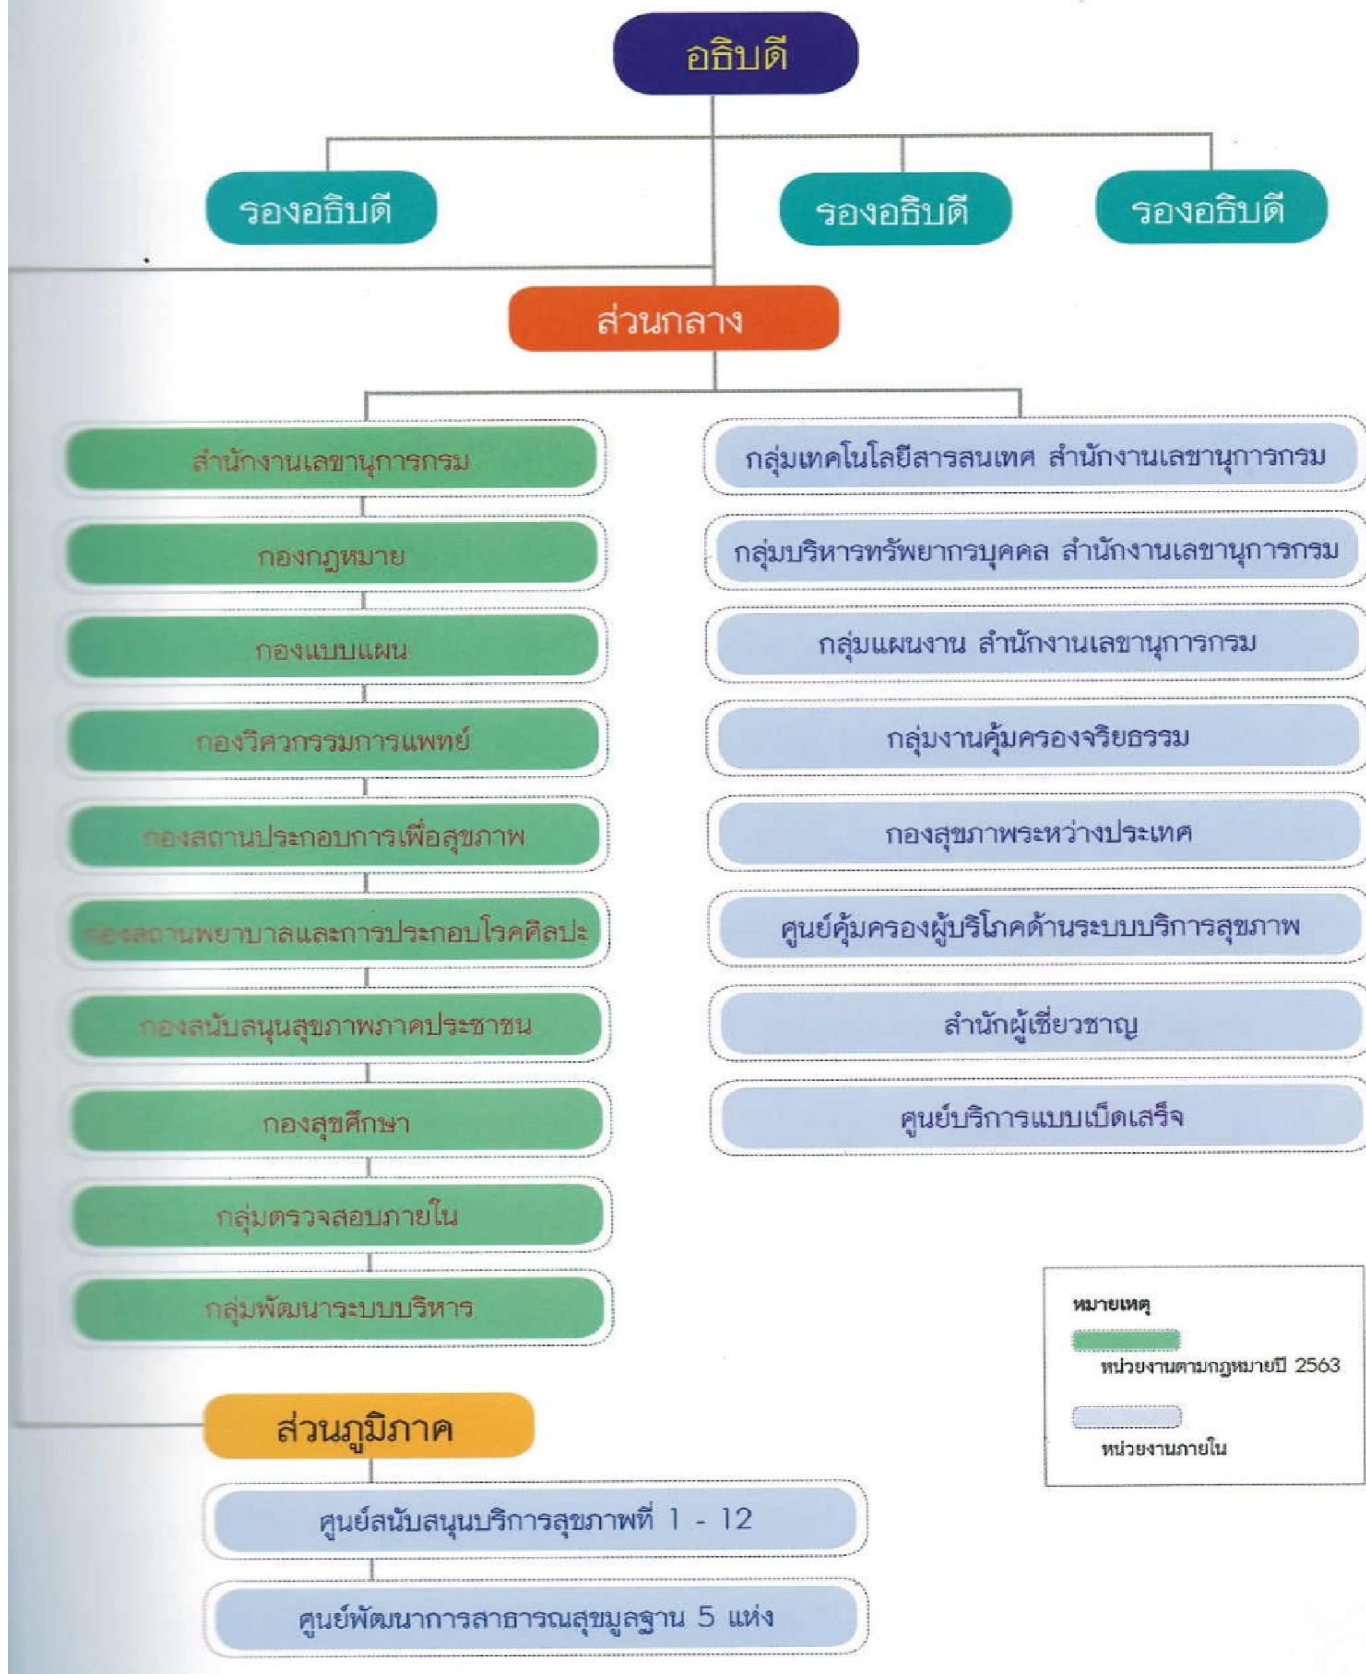 อธิบดี
รองอธิบดี
รองอธิบดี
รองอธิบดี
ส่วนกลาง
สำนักงานเลขานุการกรม
กองกฎหมาย
กองแบบแผน
กองวิศวกรรมการแพทย์
กองสถานประกอบการเพื่อสุขภาพ
กองสถานพยาบาลและการประกอบโรคศิลปะ
กองสนับสนุนสุขภาพภาคประชาชน
กองสุขศึกษา
กลุ่มตรวจสอบภายใน
กลุ่มพัฒนาระบบบริหาร
กลุ่มเทคโนโลยีสารสนเทศ สำนักงานเลขานุการกรม
กลุ่มบริหารทรัพยากรบุคคล สำนักงานเลขานุการกรม
กลุ่มแผนงาน สำนักงานเลขานุการกรม
กลุ่มงานคุ้มครองจริยธรรม
กองสุขภาพระหว่างประเทศ
ศูนย์คุ้มครองผู้บริโภคด้านระบบบริการสุขภาพ
สำนักผู้เชี่ยวชาญ
ศูนย์บริการแบบเบ็ดเสร็จ
หมายเหตุ
หน่วยงานตามกฎหมายปี 2563
หน่วยงานภายใน
ส่วนภูมิภาค
ศูนย์สนับสนุนบริการสุขภาพที่ 1 - 12
ศูนย์พัฒนาการสาธารณสุขมูลฐาน 5 แห่ง